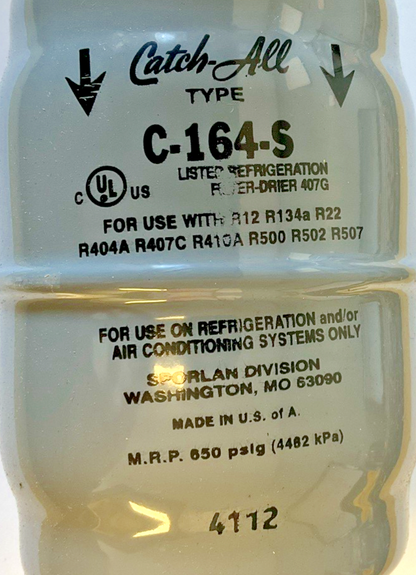 Catch-All
TYPE
C-164-S
LISTED REFRIGERATION
FILTER-DRIER 407G
C UL US
FOR USE WITH R12 R134a R22
R404A R407C R410A R500 R502 R507
FOR USE ON REFRIGERATION and/or
AIR CONDITIONING SYSTEMS ONLY
SPORLAN DIVISION
WASHINGTON, MO 63090
MADE IN U.S. of A.
M.R.P. 650 psig (4482 kPa)
4112